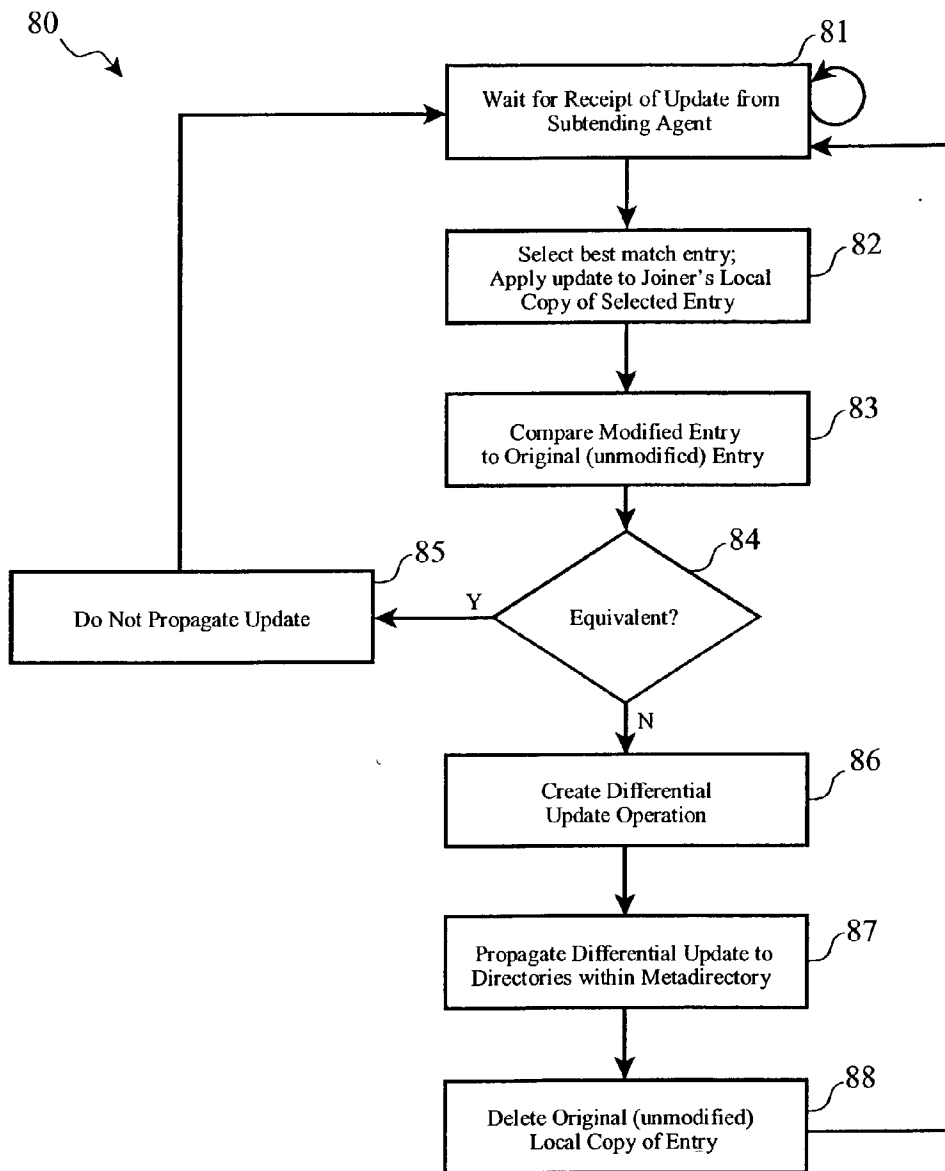 80
81
Wait for Receipt of Update from
Subtending Agent
82
Select best match entry;
Apply update to Joiner's Local
Copy of Selected Entry
83
Compare Modified Entry
to Original (unmodified) Entry
84
Equivalent?
Y
85
Do Not Propagate Update
N
86
Create Differential
Update Operation
87
Propagate Differential Update to
Directories within Metadirectory
88
Delete Original (unmodified)
Local Copy of Entry